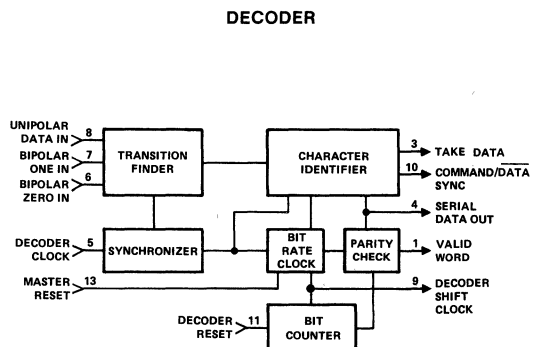 DECODER
UNIPOLAR
DATA IN
8
BIPOLAR
ONE IN
7
BIPOLAR
ZERO IN
6
TRANSITION
FINDER
CHARACTER
IDENTIFIER
3
TAKE DATA
10
COMMAND/DATA
SYNC
4
SERIAL
DATA OUT
DECODER
CLOCK
5
SYNCHRONIZER
BIT
RATE
CLOCK
PARITY
CHECK
1
VALID
WORD
MASTER
RESET
13
9
DECODER
SHIFT
CLOCK
DECODER
RESET
11
BIT
COUNTER